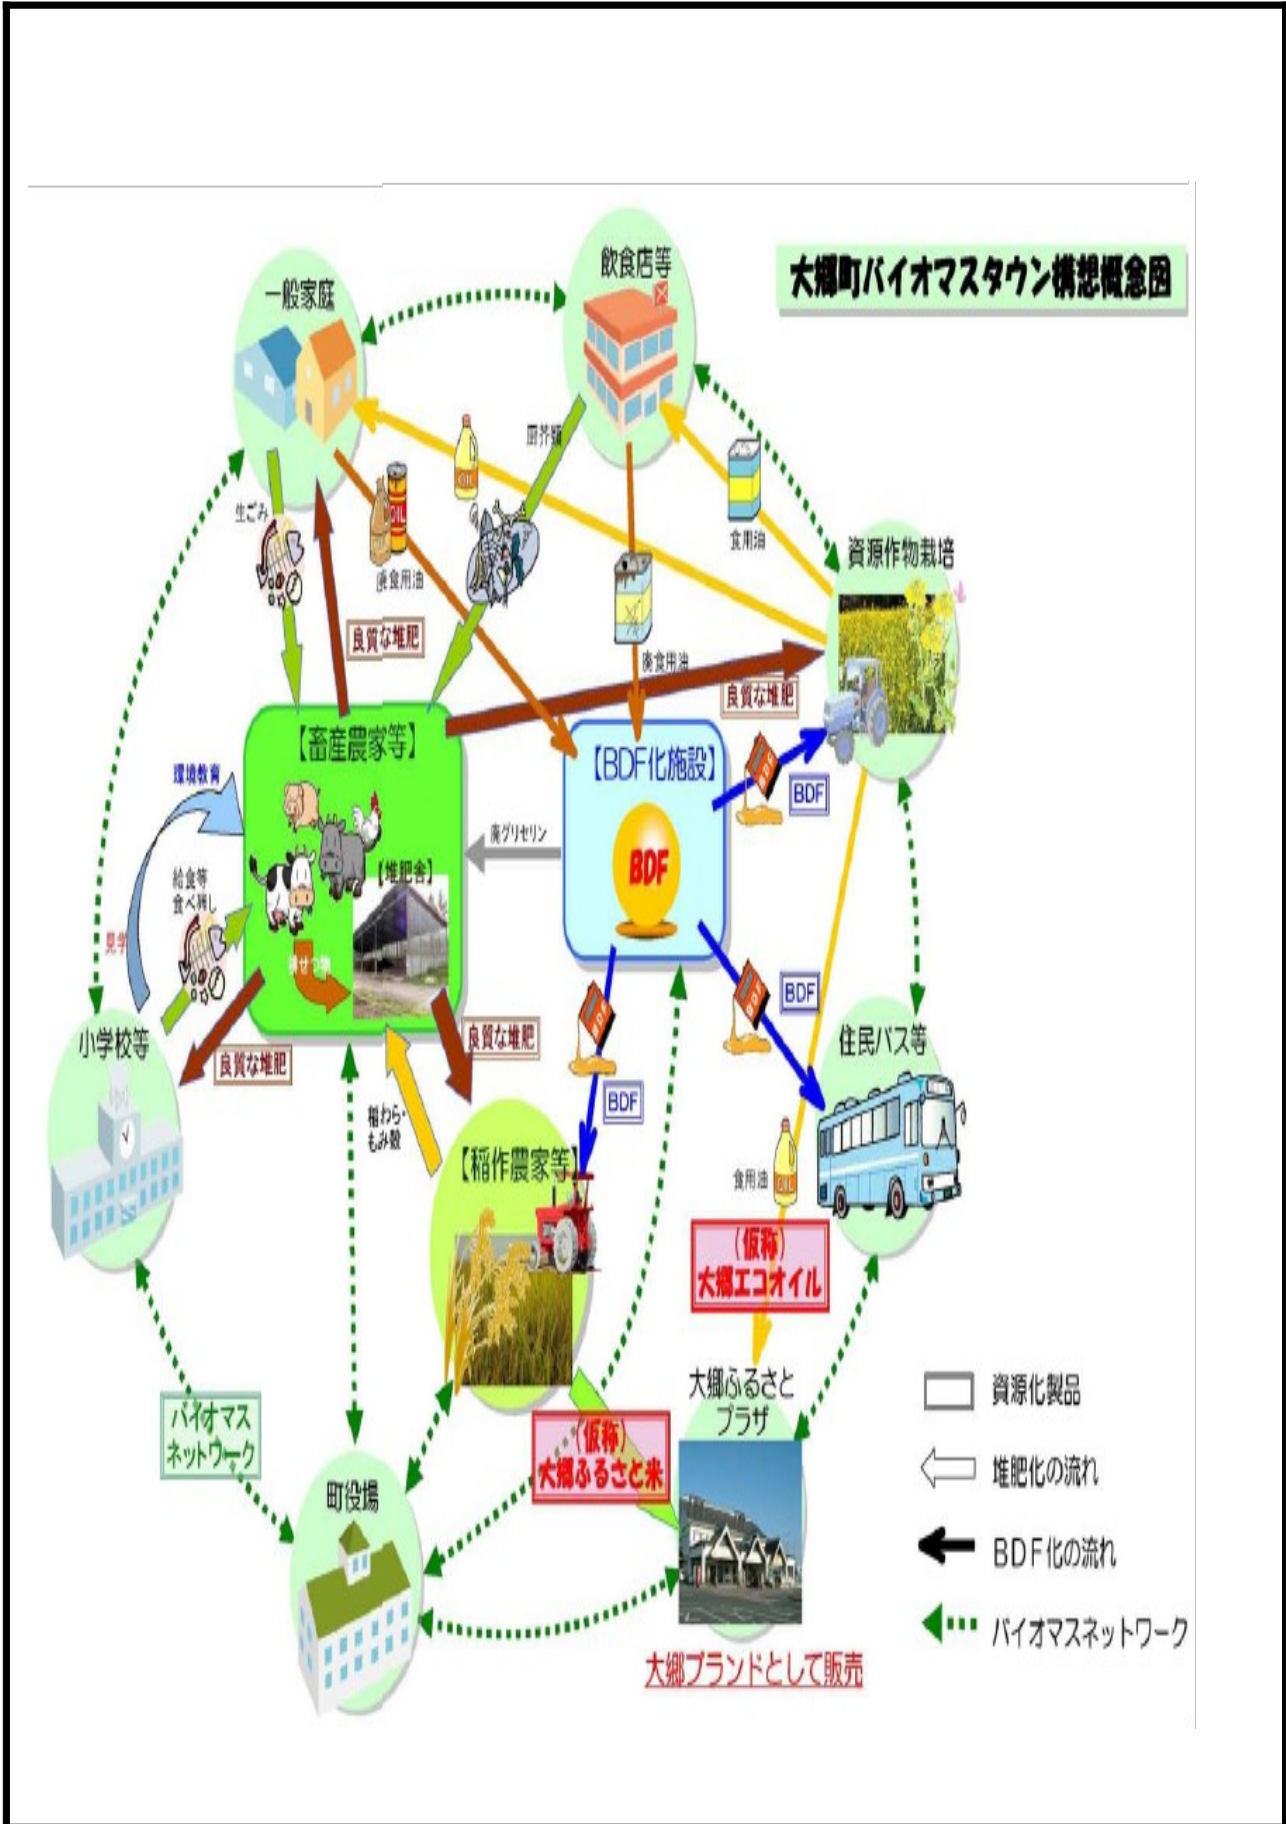 大郷町バイオマスタウン構想概念図
飲食店等
一般家庭
厨芥類
生ごみ
OIL
OIL
廃食用油
食用油
資源作物栽培
良質な堆肥
廃食用油
良質な堆肥
【畜産農家等】
【BDF化施設】
環境教育
BDF
BDF
廃グリセリン
BDF
【堆肥舎】
給食等
食べ残し
見学
排せつ物
BDF
BDF
小学校等
良質な堆肥
良質な堆肥
住民バス等
BDF
BDF
稲わら・
もみ殻
【稲作農家等】
食用油
OIL
(仮称)
大郷エコオイル
大郷ふるさと
プラザ
資源化製品
バイオマス
ネットワーク
(仮称)
大郷ふるさと米
堆肥化の流れ
町役場
BDF化の流れ
バイオマスネットワーク
大郷ブランドとして販売